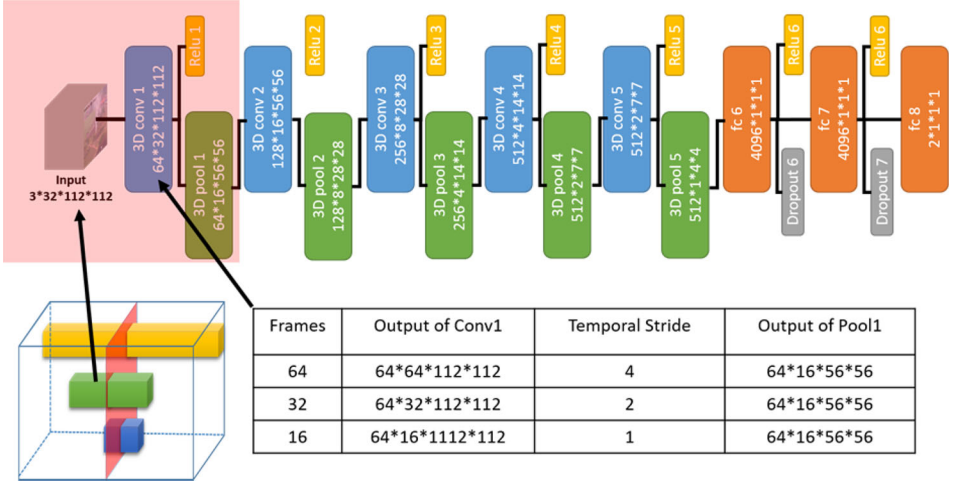 Input
3*32*112*112
3D conv 1
64*32*112*112
Relu 1
3D pool 1
64*16*56*56
3D conv 2
128*16*56*56
Relu 2
3D pool 2
128*8*28*28
3D conv 3
256*8*28*28
Relu 3
3D pool 3
256*4*14*14
3D conv 4
512*4*14*14
Relu 4
3D pool 4
512*2*7*7
3D conv 5
512*2*7*7
Relu 5
3D pool 5
512*1*4*4
fc 6
4096*1*1*1
Relu 6
Dropout 6
fc 7
4096*1*1*1
Relu 6
Dropout 7
fc 8
2*1*1*1
Frames Output of Conv1 Temporal Stride Output of Pool1
64 64*64*112*112 4 64*16*56*56
32 64*32*112*112 2 64*16*56*56
16 64*16*1112*112 1 64*16*56*56